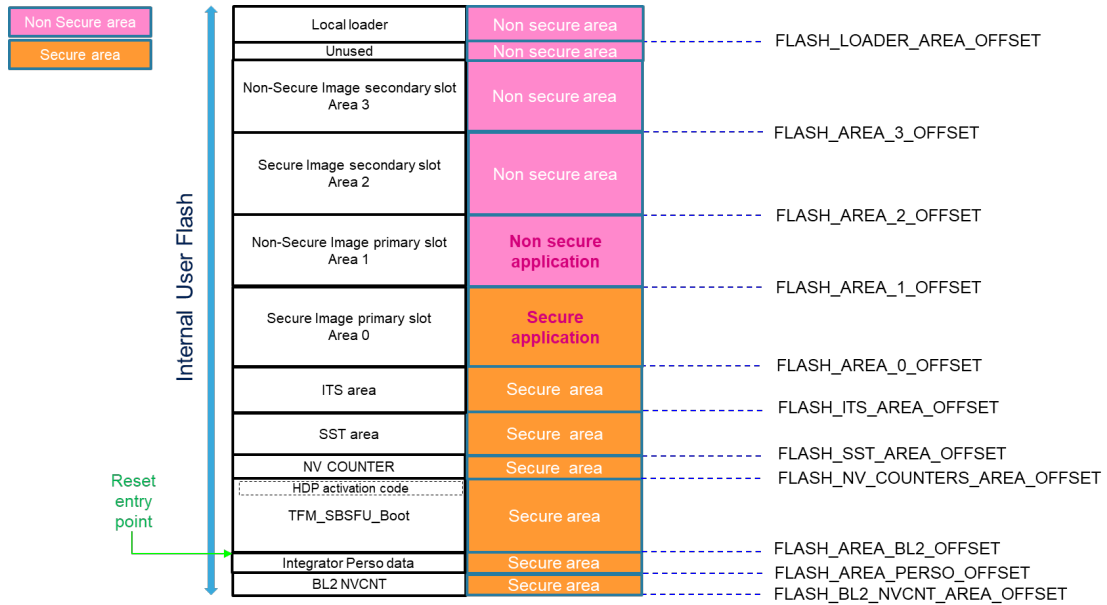 Non Secure area
Secure area
Internal User Flash
Reset
entry
point
Local loader
Non secure area
FLASH_LOADER_AREA_OFFSET
Unused
Non secure area
Non-Secure Image secondary slot
Area 3
Non secure area
FLASH_AREA_3_OFFSET
Secure Image secondary slot
Area 2
Non secure area
FLASH_AREA_2_OFFSET
Non-Secure Image primary slot
Area 1
Non secure
application
FLASH_AREA_1_OFFSET
Secure Image primary slot
Area 0
Secure
application
FLASH_AREA_0_OFFSET
ITS area
Secure area
FLASH_ITS_AREA_OFFSET
SST area
Secure area
FLASH_SST_AREA_OFFSET
NV COUNTER
Secure area
FLASH_NV_COUNTERS_AREA_OFFSET
HDP activation code
TFM_SBSFU_Boot
Secure area
FLASH_AREA_BL2_OFFSET
Integrator Perso data
Secure area
FLASH_AREA_PERSO_OFFSET
BL2 NVCNT
Secure area
FLASH_BL2_NVCNT_AREA_OFFSET